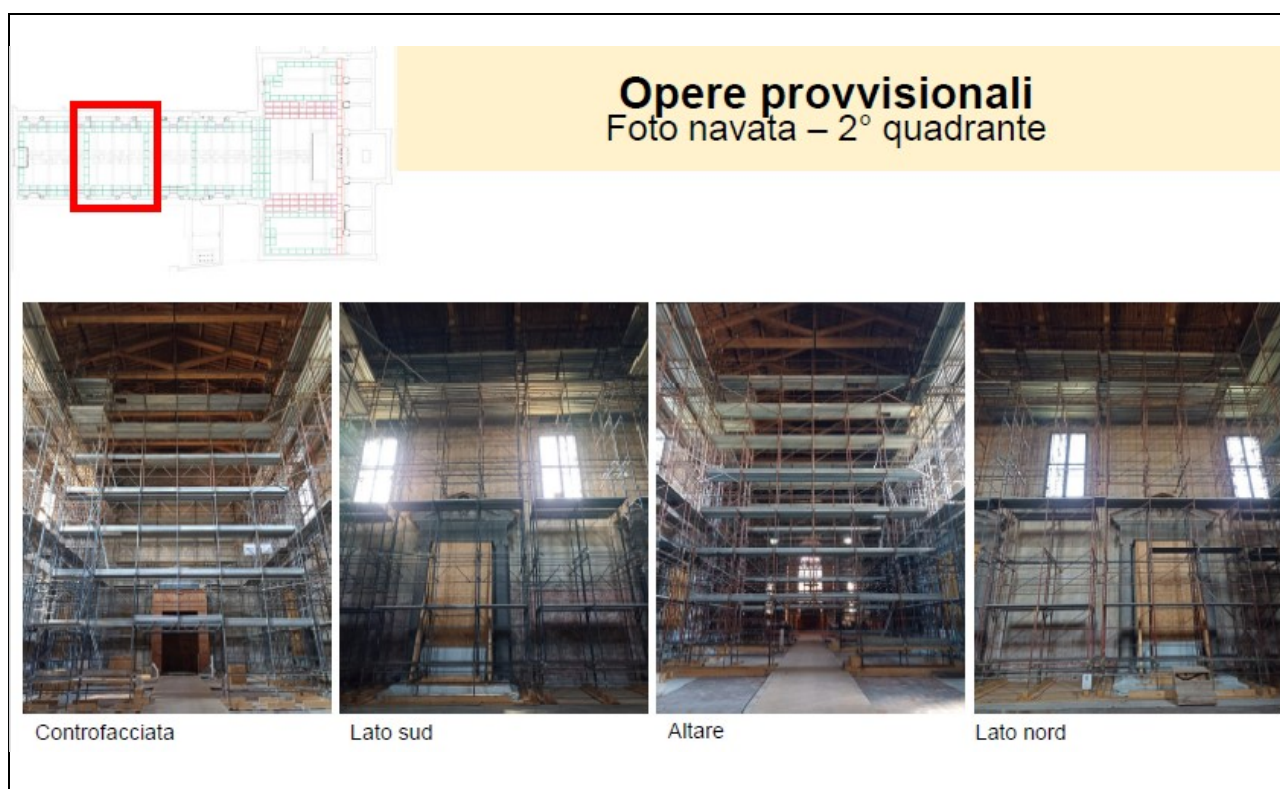 Opere provvisionali
Foto navata – 2° quadrante
Controfacciata
Lato sud
Altare
Lato nord